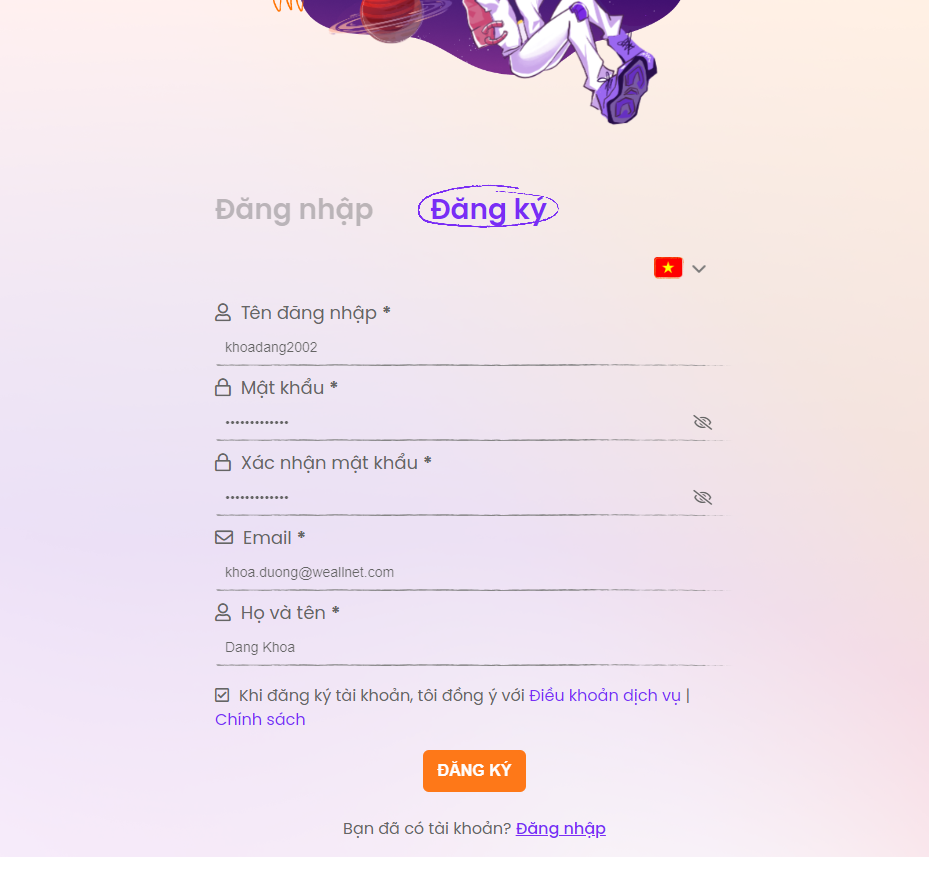 Đăng nhập Đăng ký
Tên đăng nhập *
khoadang2002
Mật khẩu *
•••••••••••••
Xác nhận mật khẩu *
•••••••••••••
Email *
khoa.duong@weallnet.com
Họ và tên *
Dang Khoa
Khi đăng ký tài khoản, tôi đồng ý với Điều khoản dịch vụ |
Chính sách
ĐĂNG KÝ
Bạn đã có tài khoản? Đăng nhập